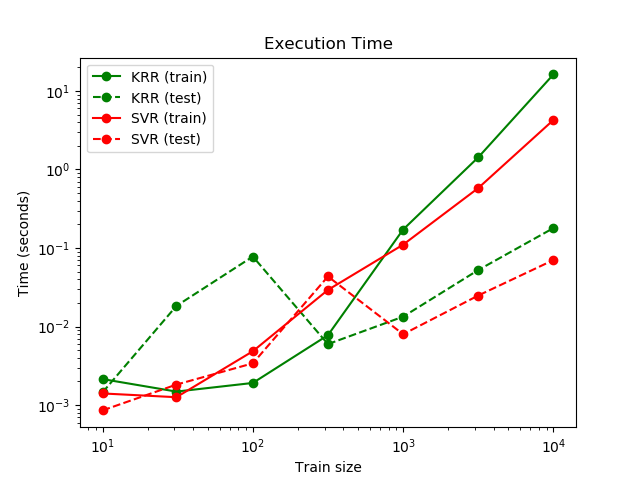 Execution Time
KRR (train)
KRR (test)
SVR (train)
SVR (test)
Time (seconds)
10¹
10⁰
10⁻¹
10⁻²
10⁻³
10¹ 10² 10³ 10⁴
Train size